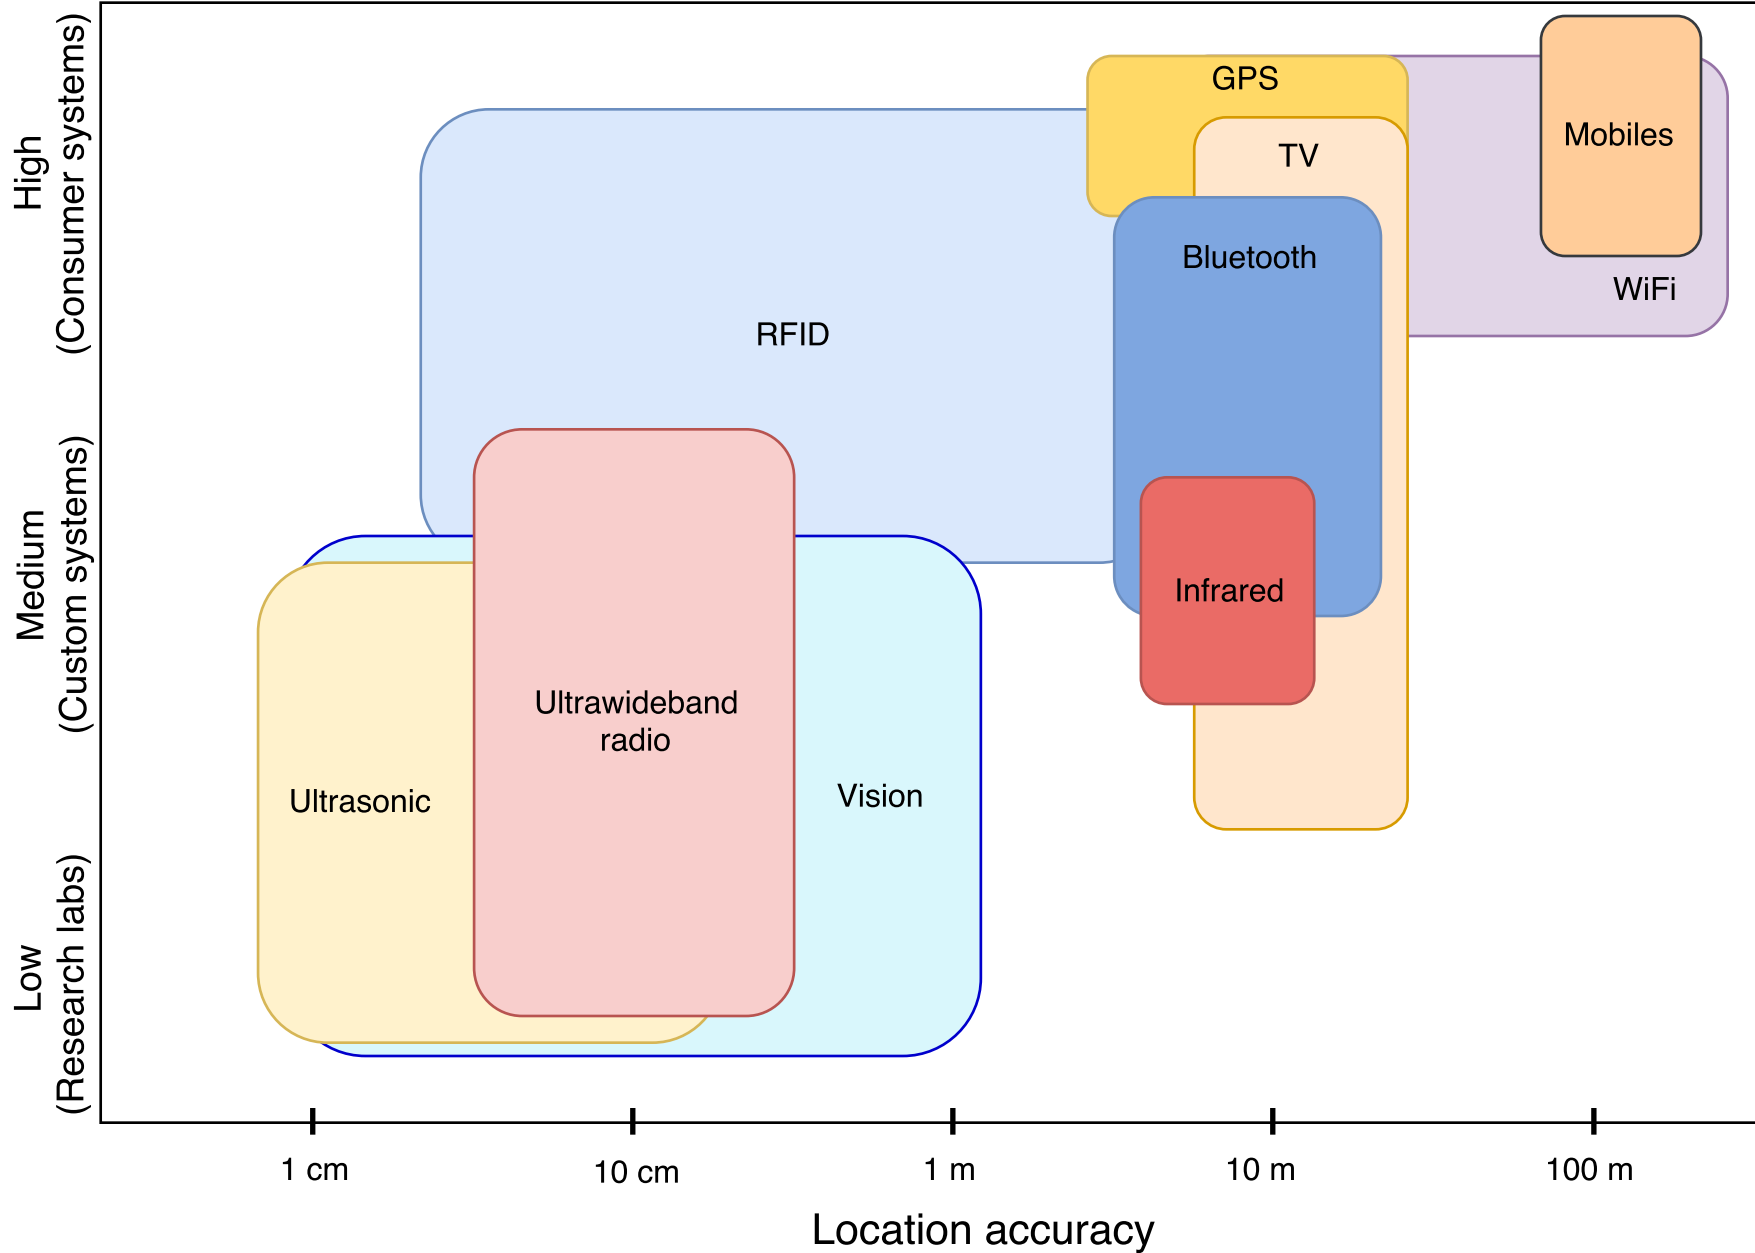 High
(Consumer systems)
Medium
(Custom systems)
Low
(Research labs)
GPS
TV
Mobiles
Bluetooth
WiFi
RFID
Infrared
Ultrawideband
radio
Ultrasonic
Vision
1 cm
10 cm
1 m
10 m
100 m
Location accuracy